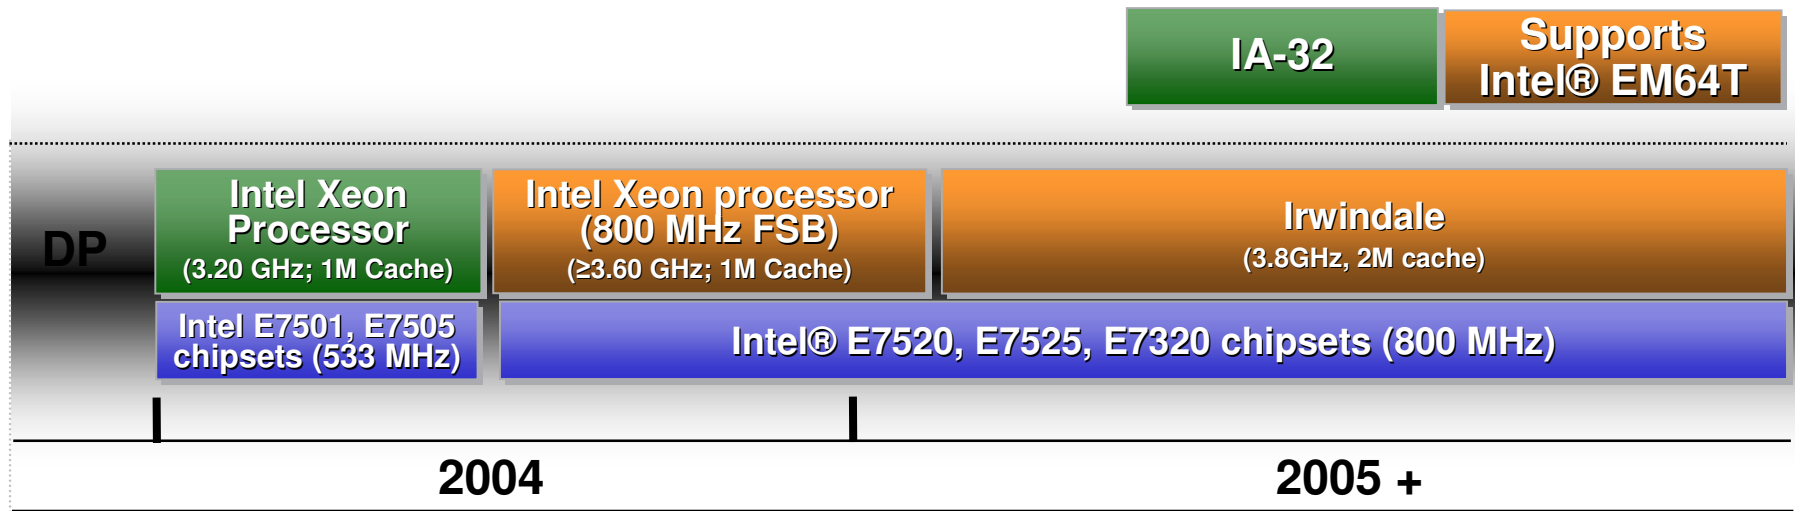 IA-32
Supports
Intel® EM64T
DP
Intel Xeon
Processor
(3.20 GHz; 1M Cache)
Intel Xeon processor
(800 MHz FSB)
(≥3.60 GHz; 1M Cache)
Irwindale
(3.8GHz, 2M cache)
Intel E7501, E7505
chipsets (533 MHz)
Intel® E7520, E7525, E7320 chipsets (800 MHz)
2004
2005 +